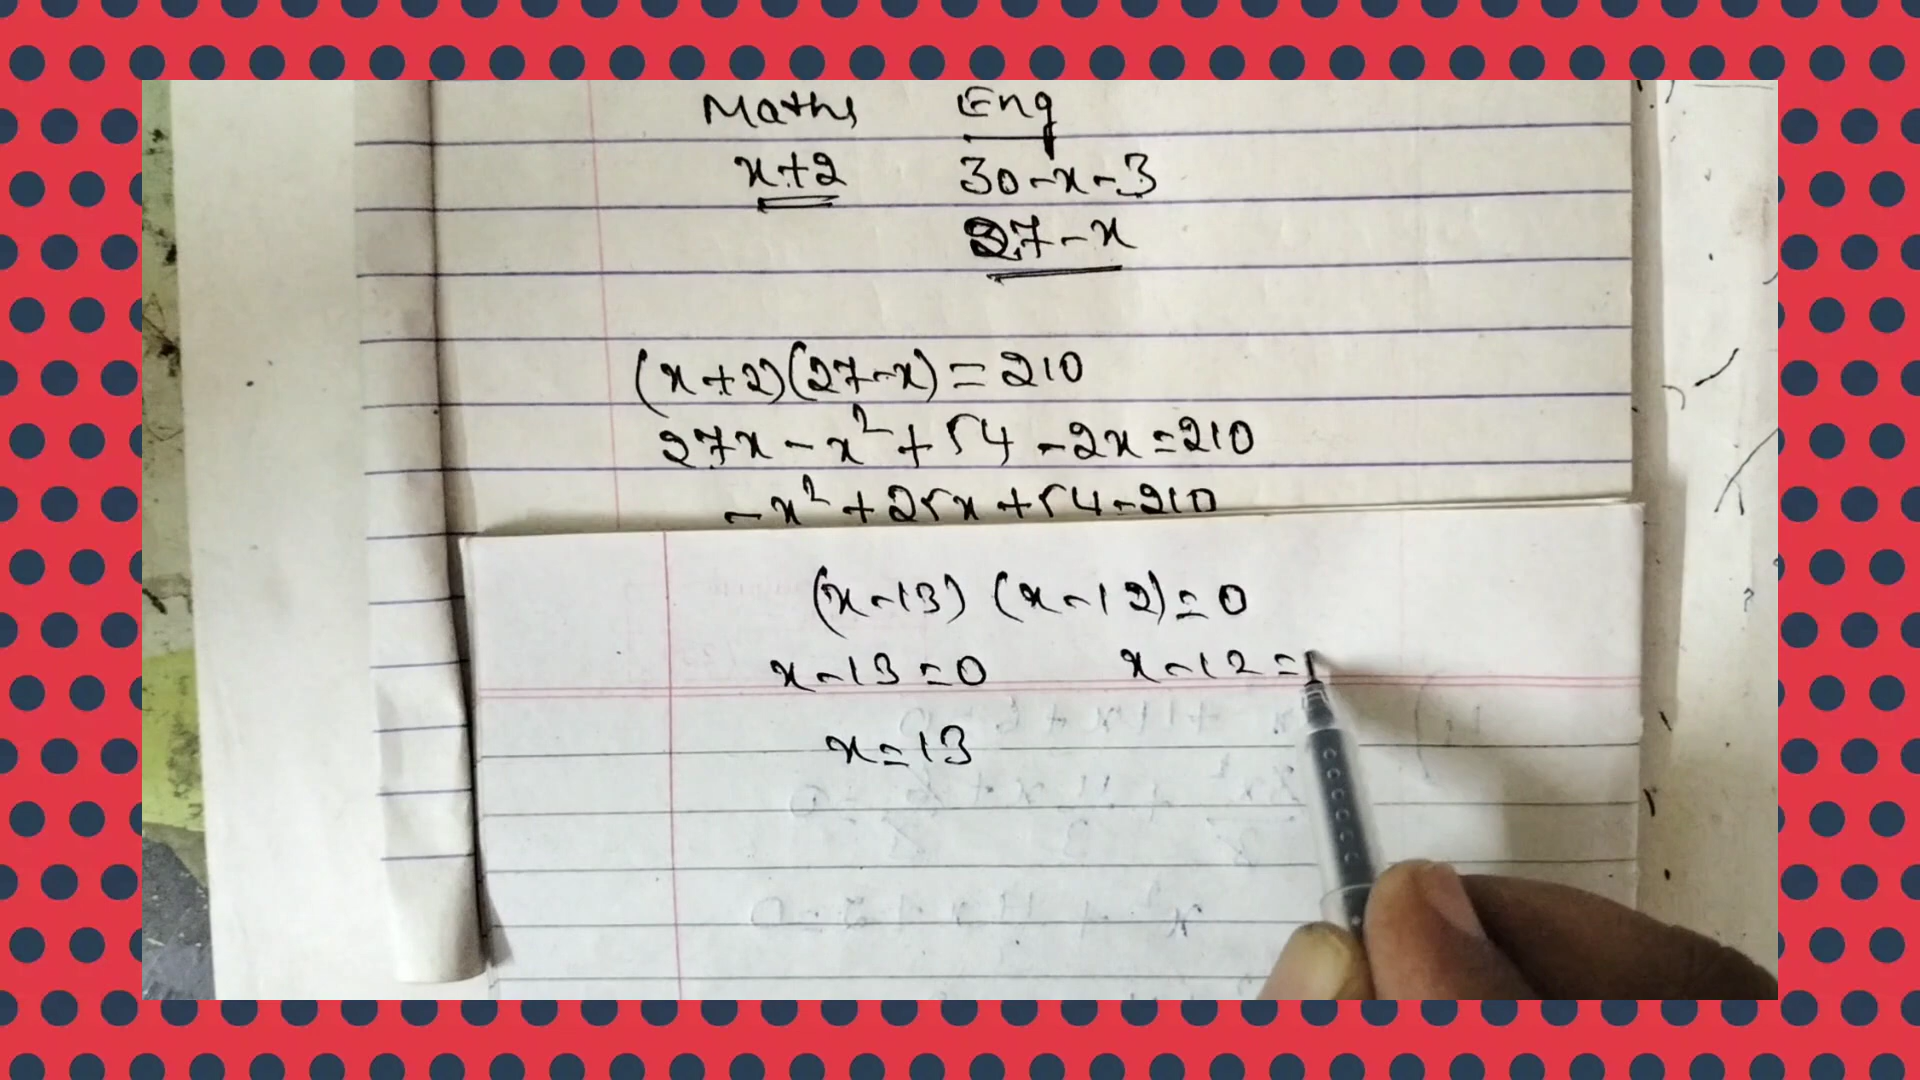 Maths Eng
x+2 30-x-3
27-x
(x+2)(27-x)=210
27x-x²+54-2x=210
-x²+25x+54-210
(x-13) (x-12)=0
x-13=0 x-12=
x=13